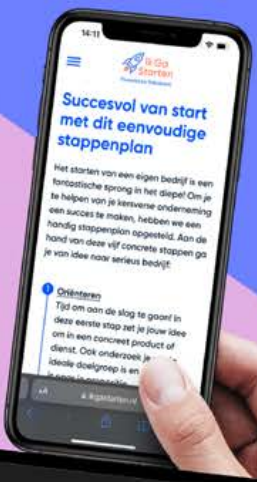 14:11
Ik Ga
Starten
Succesvol van start
met dit eenvoudige
stappenplan
Het starten van een eigen bedrijf is een
fantastische sprong in het diepe! Om je
te helpen van je kersverse onderneming
een succes te maken, hebben we een
handig stappenplan opgesteld. Aan de
hand van deze vijf concrete stappen ga
je van idee naar serieus bedrijf:
1 Oriënteren
Tijd om aan de slag te gaan! In
deze eerste stap zet je jouw idee
om in een concreet product of
dienst. Ook onderzoek je
ideale doelgroep is en
AA ikgastarten.nl